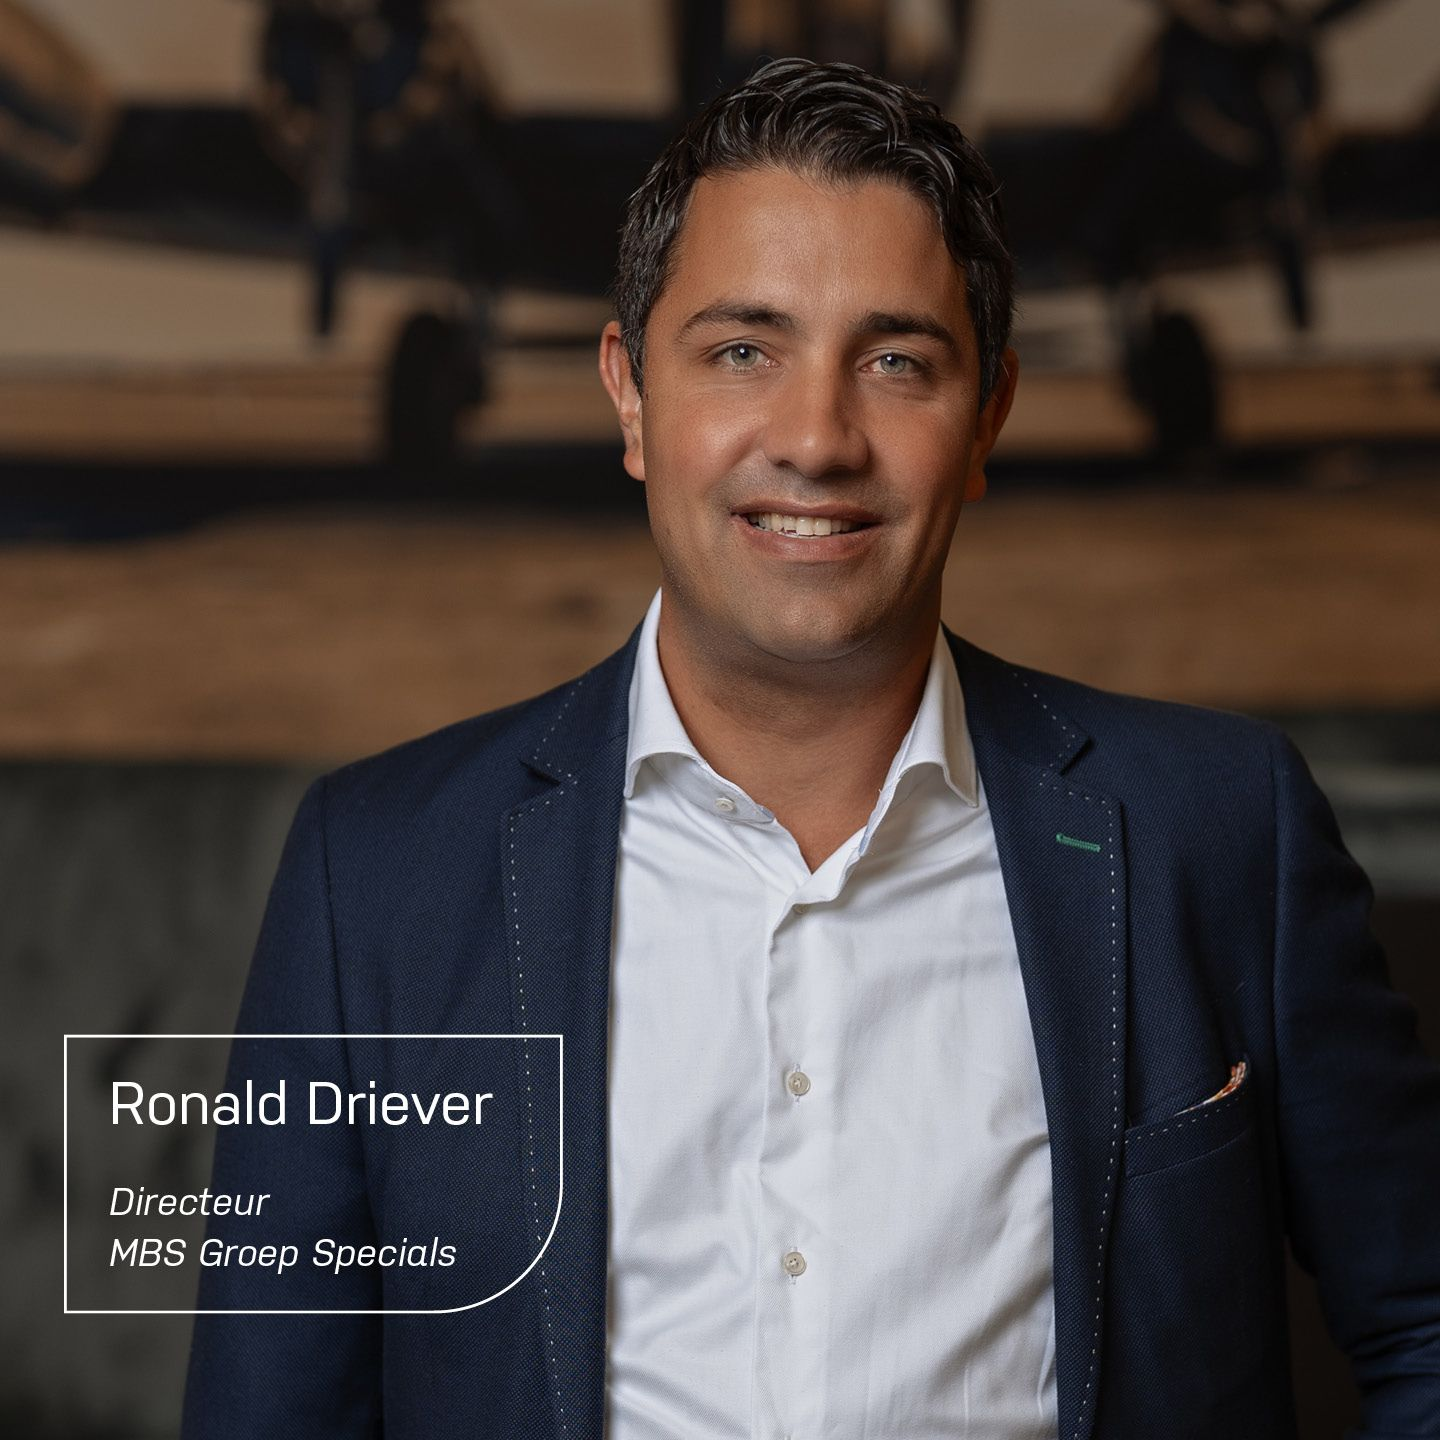 Ronald Driever
Directeur
MBS Groep Specials